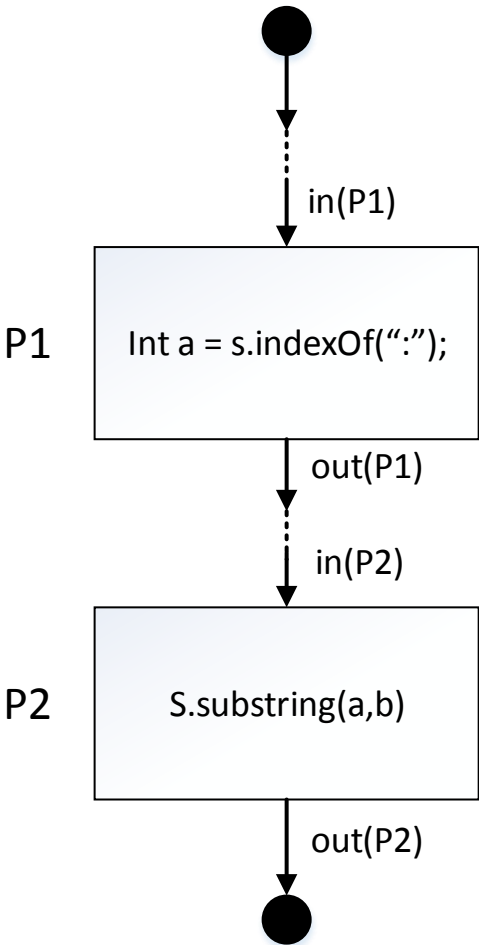 in(P1)
P1
Int a = s.indexOf(“:”);
out(P1)
in(P2)
P2
S.substring(a,b)
out(P2)